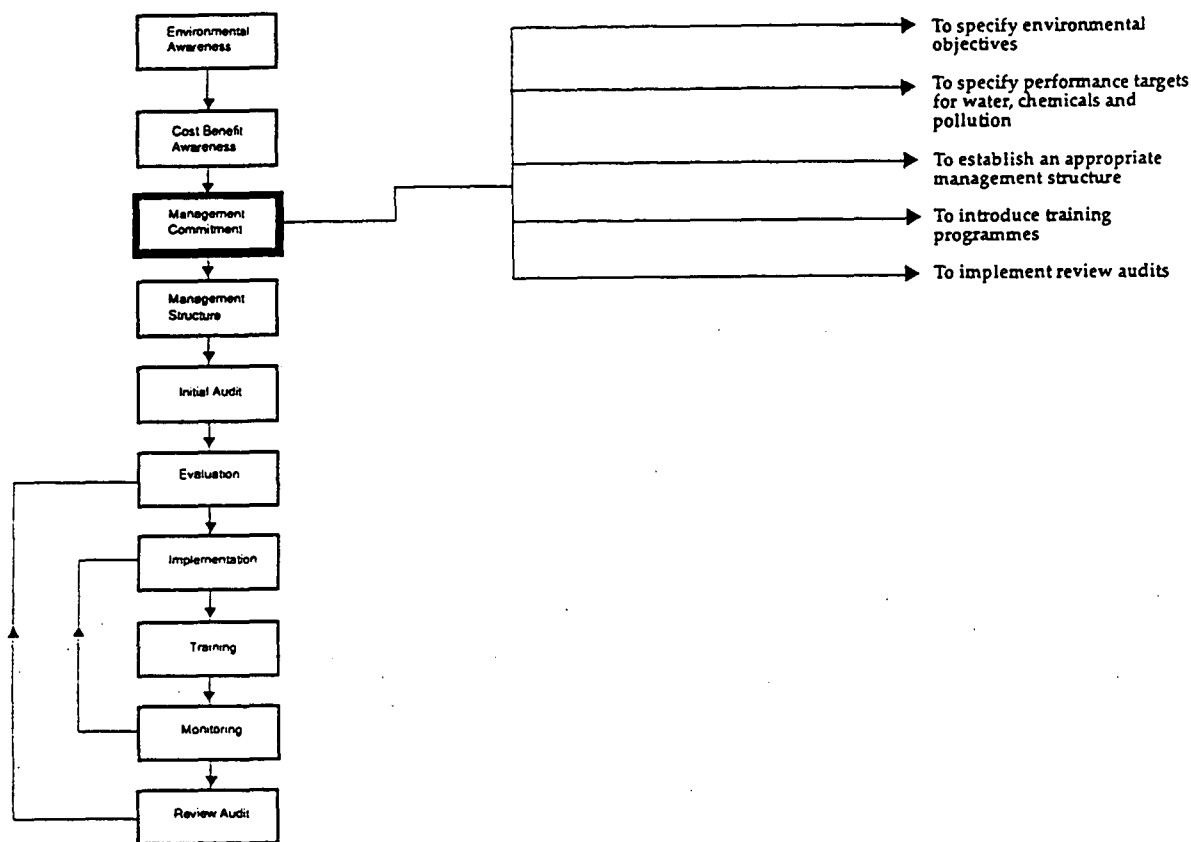 Environmental
Awareness
Cost Benefit
Awareness
Management
Commitment
Management
Structure
Initial Audit
Evaluation
Implementation
Training
Monitoring
Review Audit
To specify environmental
objectives
To specify performance targets
for water, chemicals and
pollution
To establish an appropriate
management structure
To introduce training
programmes
To implement review audits